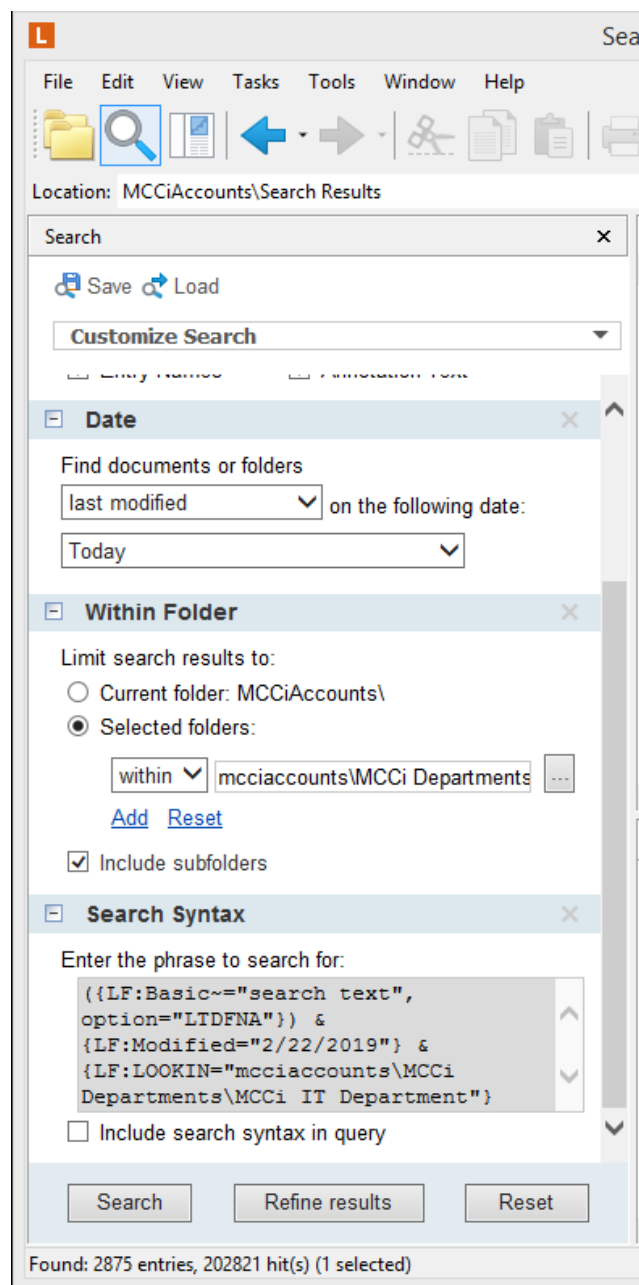 L
Sea
File Edit View Tasks Tools Window Help
Location: MCCiAccounts\Search Results
Search
Save Load
Customize Search
Entry Names Annotation Text
Date
Find documents or folders
last modified on the following date:
Today
Within Folder
Limit search results to:
Current folder: MCCiAccounts\
Selected folders:
within mcciaccounts\MCCi Departments ...
Add Reset
Include subfolders
Search Syntax
Enter the phrase to search for:
({LF:Basic~="search text",
option="LTDFNA"}) &
{LF:Modified="2/22/2019"} &
{LF:LOOKIN="mcciaccounts\MCCi
Departments\MCCi IT Department"}
Include search syntax in query
Search Refine results Reset
Found: 2875 entries, 202821 hit(s) (1 selected)